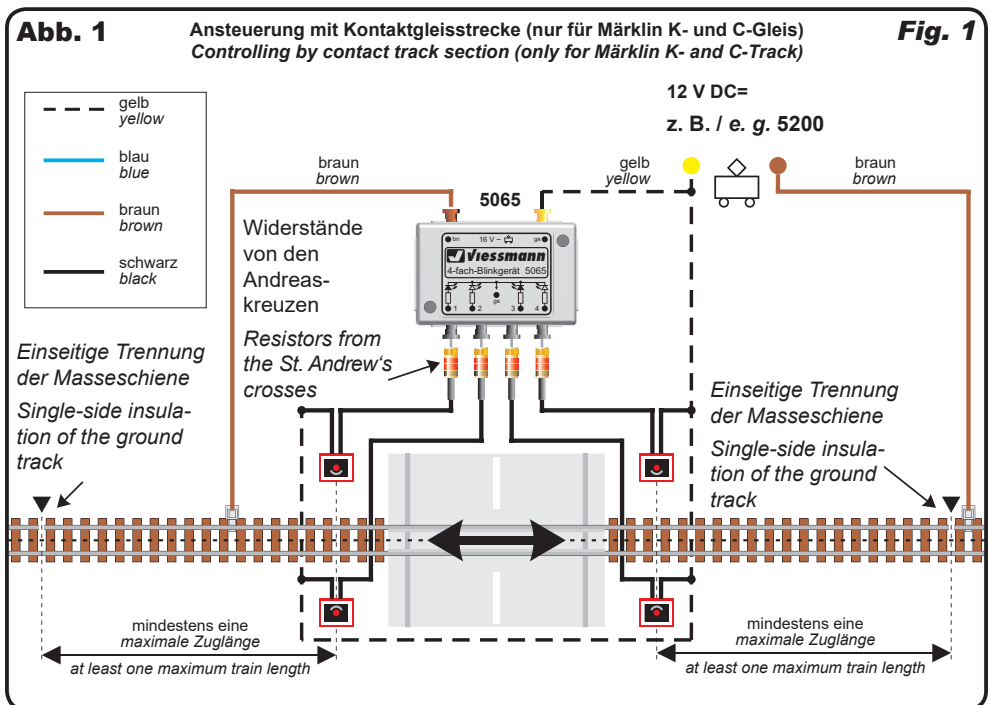 Abb. 1
Ansteuerung mit Kontaktgleisstrecke (nur für Märklin K- und C-Gleis)
Controlling by contact track section (only for Märklin K- and C-Track)
Fig. 1
gelb
yellow
blau
blue
braun
brown
schwarz
black
12 V DC=
z. B. / e. g. 5200
braun
brown
gelb
yellow
braun
brown
5065
bn
16 V ~
ge
Viessmann
4-fach-Blinkgerät 5065
ge
1
2
3
4
Widerstände
von den
Andreas-
kreuzen
Resistors from
the St. Andrew‘s
crosses
Einseitige Trennung
der Masseschiene
Single-side insula-
tion of the ground
track
Einseitige Trennung
der Masseschiene
Single-side insula-
tion of the ground
track
mindestens eine
maximale Zuglänge
at least one maximum train length
mindestens eine
maximale Zuglänge
at least one maximum train length